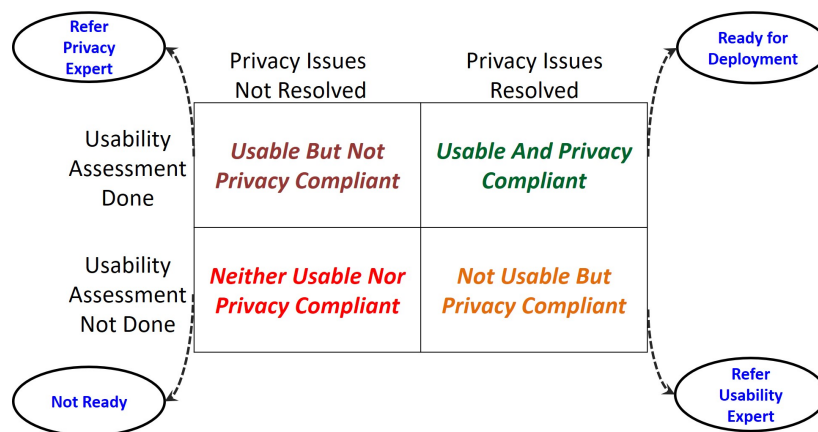 Refer
Privacy
Expert
Privacy Issues
Not Resolved
Privacy Issues
Resolved
Ready for
Deployment
Usability
Assessment
Done
Usable But Not
Privacy Compliant
Usable And Privacy
Compliant
Usability
Assessment
Not Done
Neither Usable Nor
Privacy Compliant
Not Usable But
Privacy Compliant
Not Ready
Refer
Usability
Expert